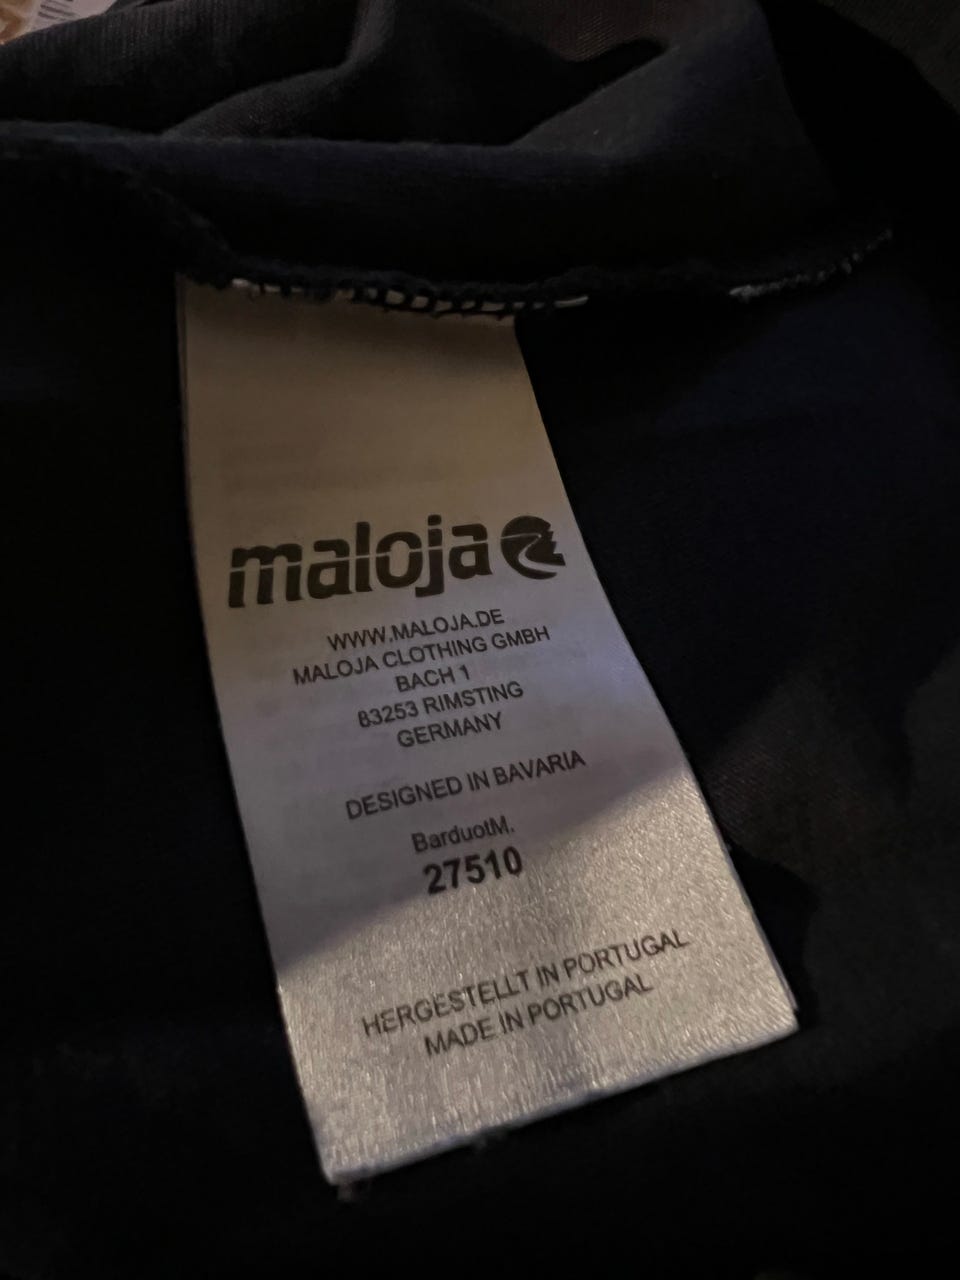 maloja
WWW.MALOJA.DE
MALOJA CLOTHING GMBH
BACH 1
83253 RIMSTING
GERMANY
DESIGNED IN BAVARIA
BarduotM.
27510
HERGESTELLT IN PORTUGAL
MADE IN PORTUGAL